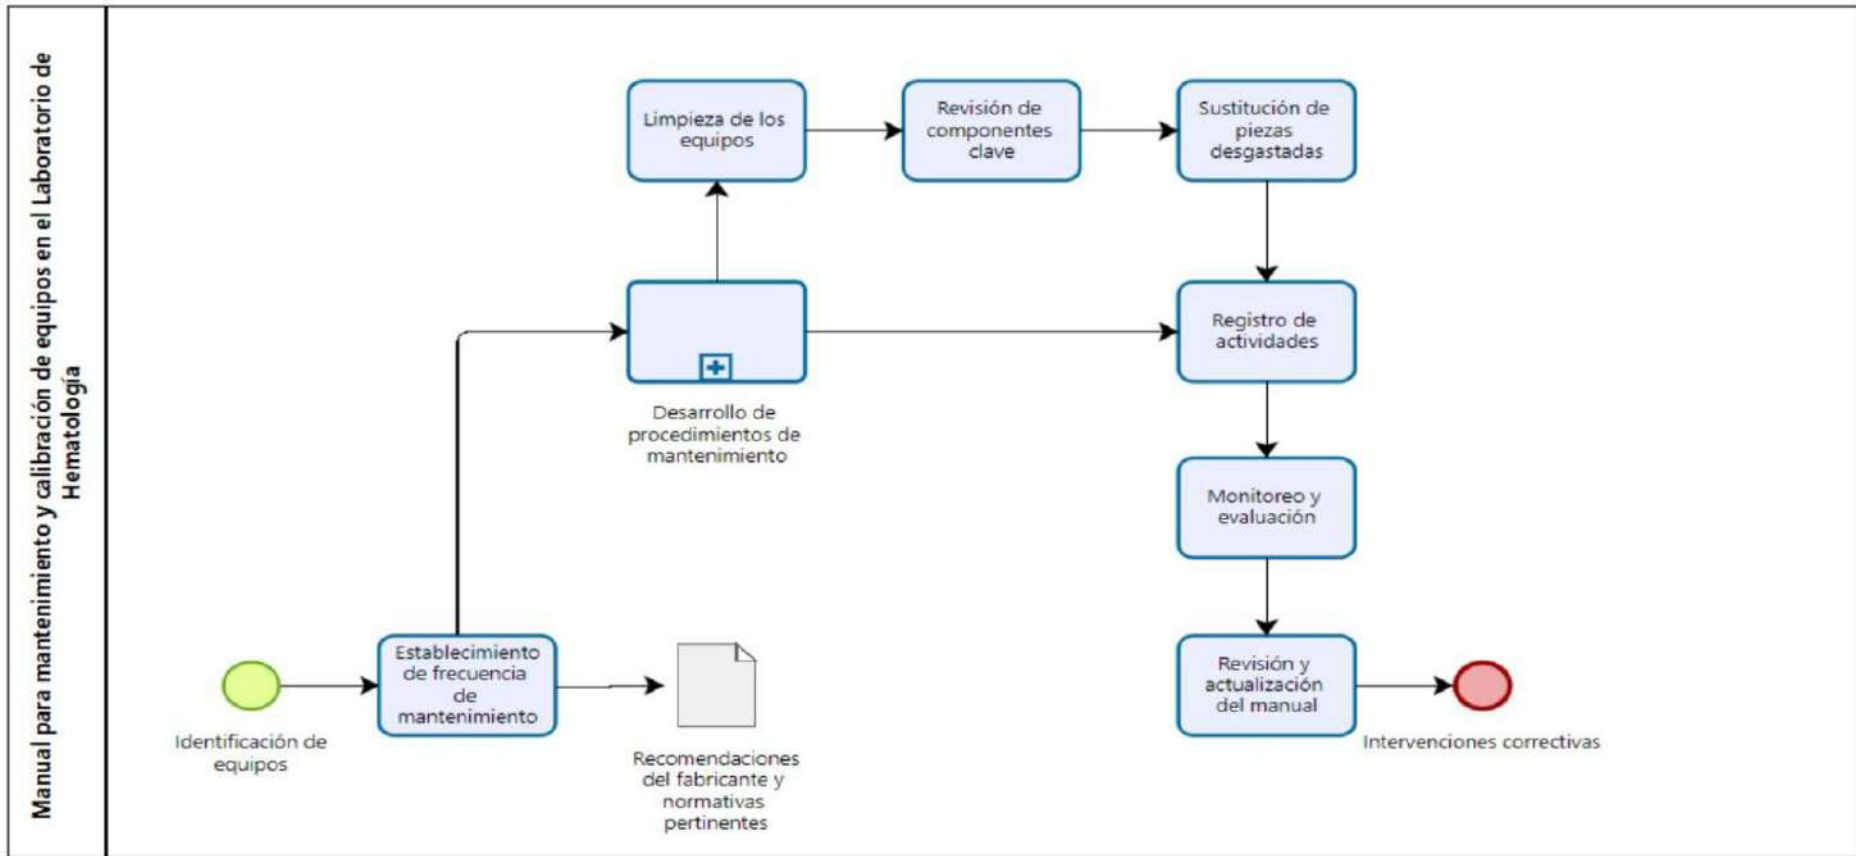 Manual para mantenimiento y calibración de equipos en el Laboratorio de
Hematología
Limpieza de los
equipos
Revisión de
componentes
clave
Sustitución de
piezas
desgastadas
Desarrollo de
procedimientos de
mantenimiento
Registro de
actividades
Monitoreo y
evaluación
Identificación de
equipos
Establecimiento
de frecuencia
de
mantenimiento
Recomendaciones
del fabricante y
normativas
pertinentes
Revisión y
actualización
del manual
Intervenciones correctivas